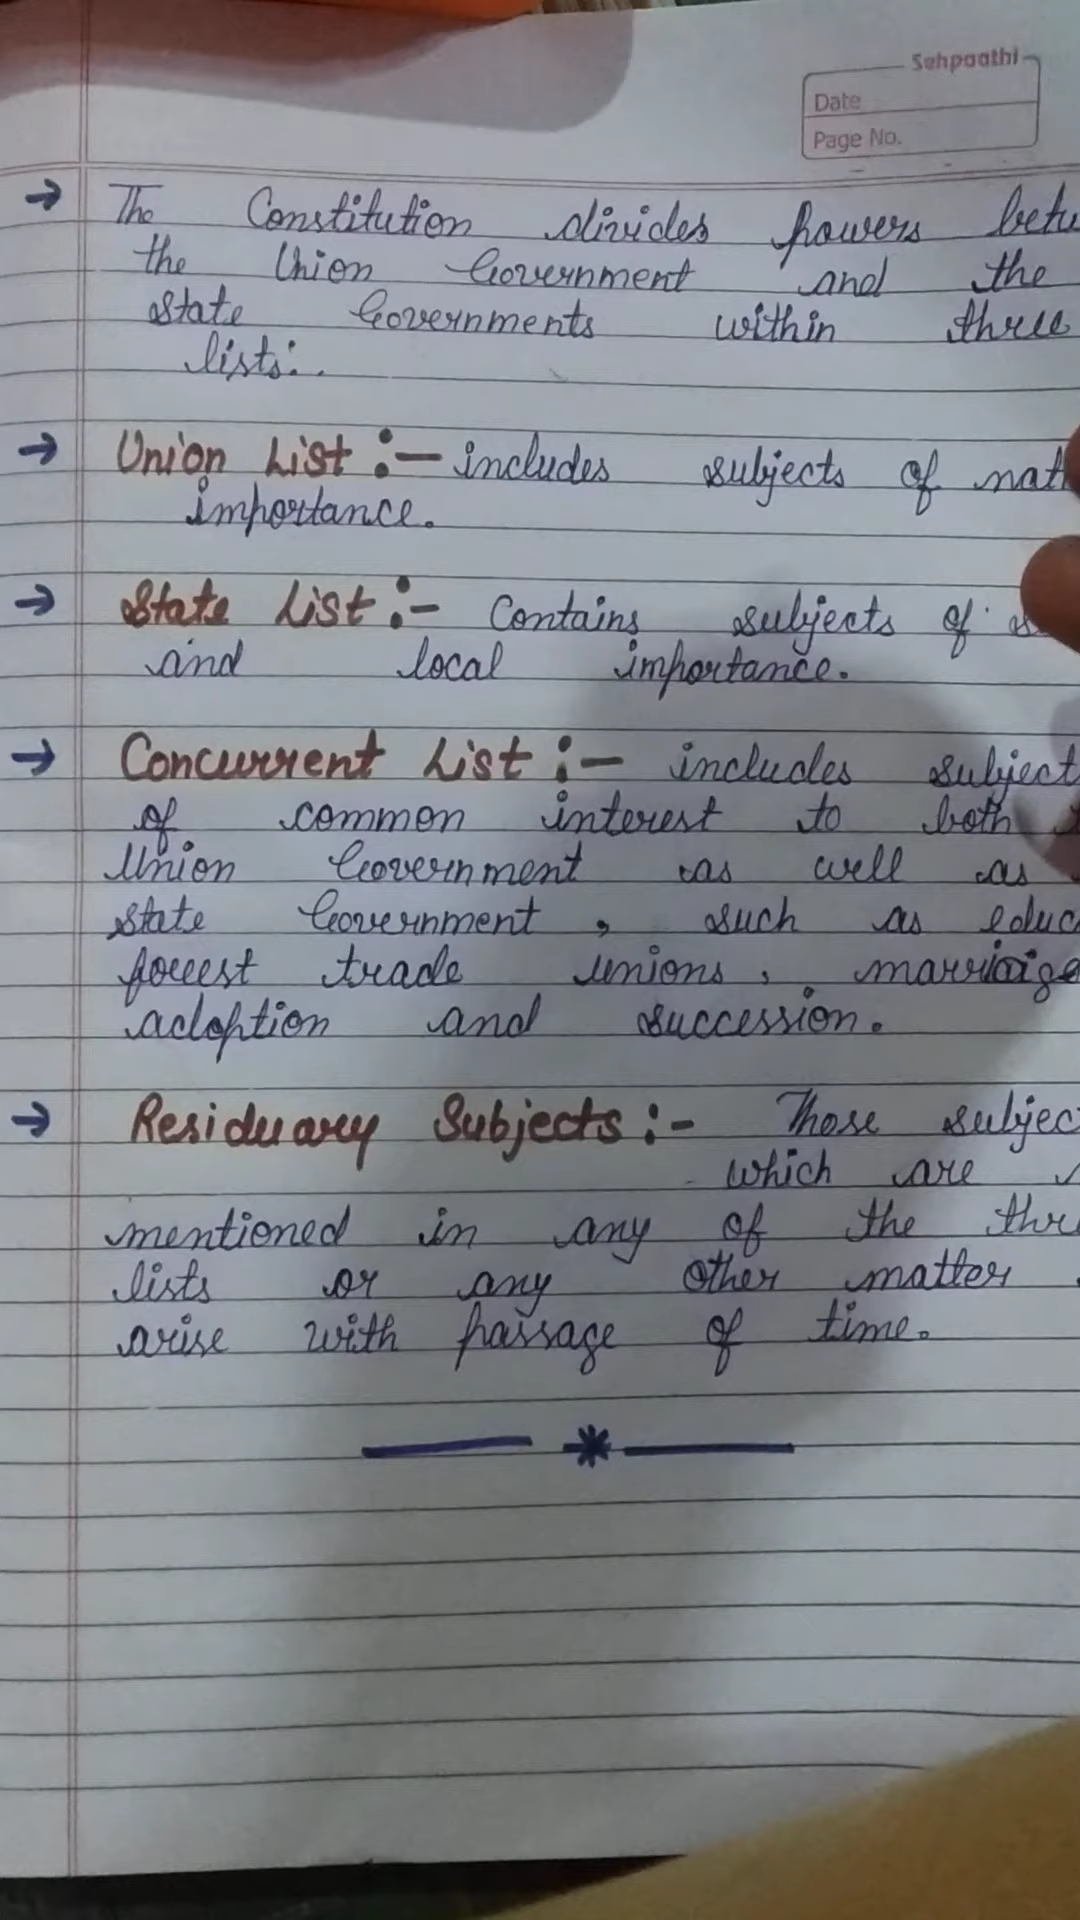 Sehpaathi
Date
Page No.
→ The Constitution divides powers betw
the Union Government and the
state Governments within three
lists:.
→ Union List :- includes subjects of nat
importance.
→ State List :- Contains subjects of s
and local importance.
→ Concurrent List :- includes subject
of common interest to both
Union Government as well as
state Government, such as educ
forest trade unions, marriage
adoption and succession.
→ Residuary Subjects :- Those subjec
which are
mentioned in any of the thr
lists or any other matter
arise with passage of time.